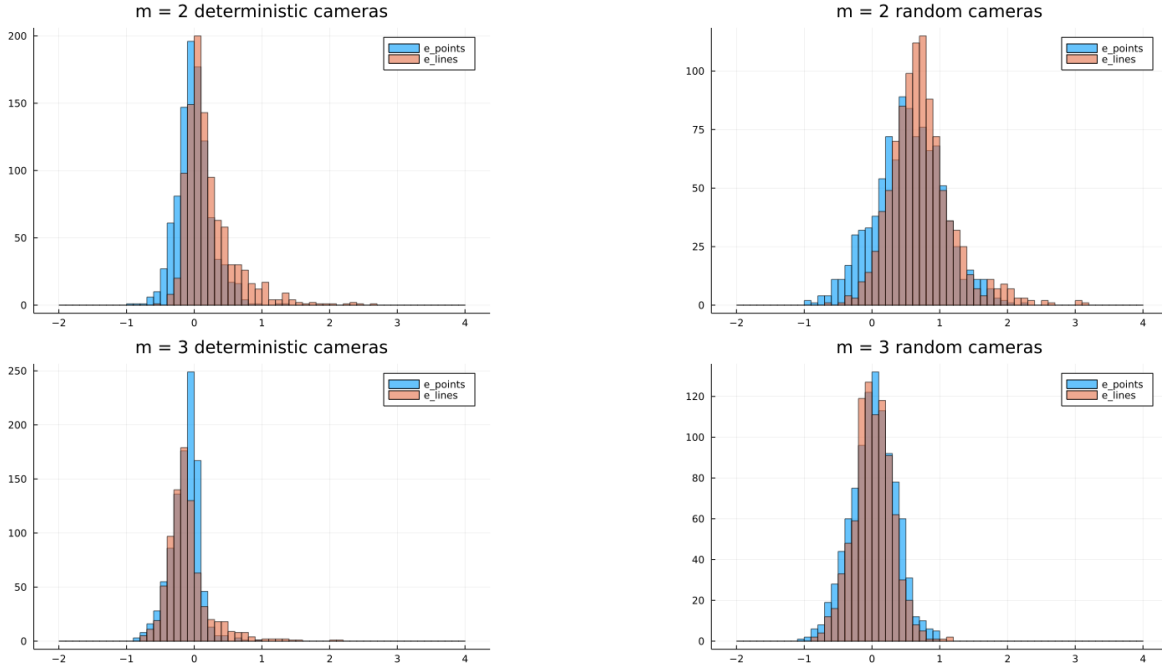 m = 2 deterministic cameras
200
150
100
50
0
−2 −1 0 1 2 3 4
e_points
e_lines
m = 2 random cameras
100
75
50
25
0
−2 −1 0 1 2 3 4
e_points
e_lines
m = 3 deterministic cameras
250
200
150
100
50
0
−2 −1 0 1 2 3 4
e_points
e_lines
m = 3 random cameras
120
100
80
60
40
20
0
−2 −1 0 1 2 3 4
e_points
e_lines